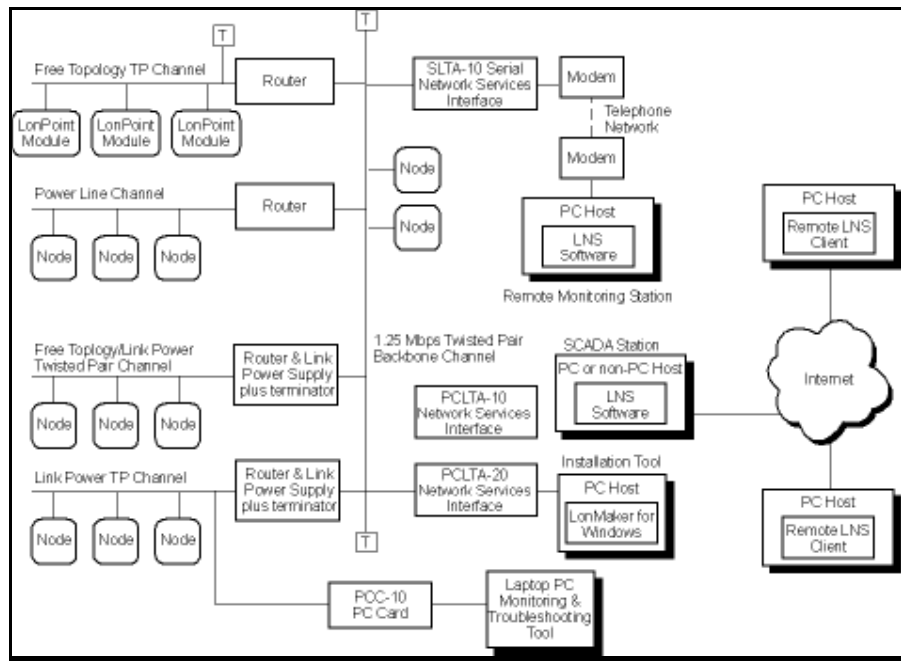 T
T
Free Topology TP Channel
Router
SLTA-10 Serial
Network Services
Interface
Modem
Telephone
Network
LonPoint
Module
LonPoint
Module
LonPoint
Module
Modem
Node
Power Line Channel
Router
Node
PC Host
LNS
Software
Remote Monitoring Station
PC Host
Remote LNS
Client
Node
Node
Node
1.25 Mbps Twisted Pair
Backbone Channel
Free Toplogy/Link Power
Twisted Pair Channel
Router & Link
Power Supply
plus terminator
SCADA Station
PC or non-PC Host
LNS
Software
Internet
PCLTA-10
Network Services
Interface
Node
Node
Node
Link Power TP Channel
Router & Link
Power Supply
plus terminator
PCLTA-20
Network Services
Interface
Installation Tool
PC Host
LonMaker for
Windows
PC Host
Remote LNS
Client
Node
Node
Node
T
PCC-10
PC Card
Laptop PC
Monitoring &
Troubleshooting
Tool